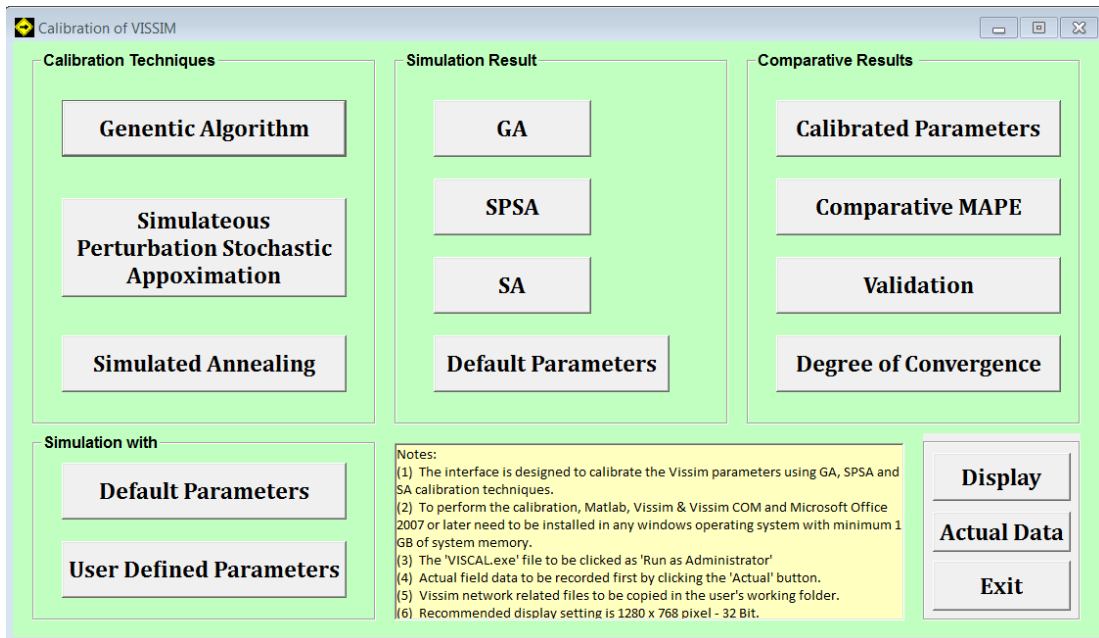 Calibration of VISSIM
Calibration Techniques
Genentic Algorithm
Simulateous
Perturbation Stochastic
Appoximation
Simulated Annealing
Simulation Result
GA
SPSA
SA
Default Parameters
Comparative Results
Calibrated Parameters
Comparative MAPE
Validation
Degree of Convergence
Simulation with
Default Parameters
User Defined Parameters
Notes:
(1) The interface is designed to calibrate the Vissim parameters using GA, SPSA and
SA calibration techniques.
(2) To perform the calibration, Matlab, Vissim & Vissim COM and Microsoft Office
2007 or later need to be installed in any windows operating system with minimum 1
GB of system memory.
(3) The 'VISCAL.exe' file to be clicked as 'Run as Administrator'
(4) Actual field data to be recorded first by clicking the 'Actual' button.
(5) Vissim network related files to be copied in the user's working folder.
(6) Recommended display setting is 1280 x 768 pixel - 32 Bit.
Display
Actual Data
Exit